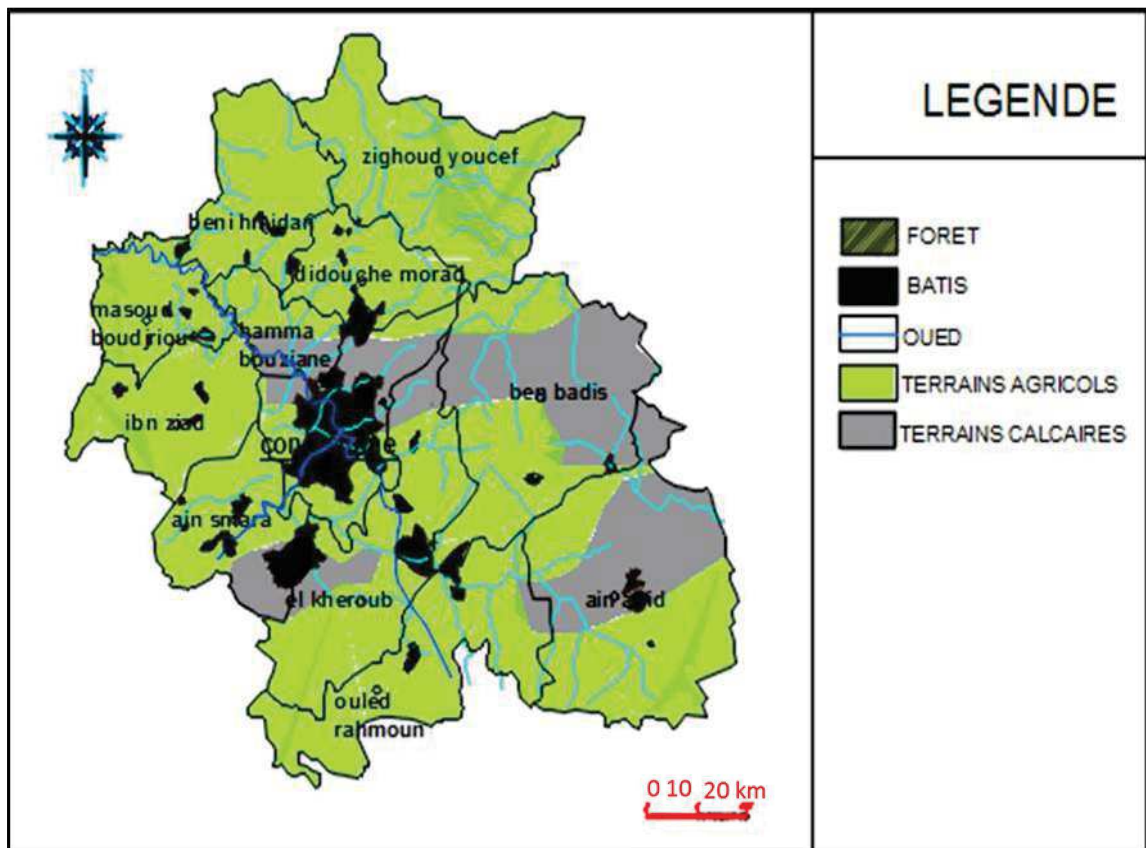 N
zighoud youcef
beni hmidan
didouche morad
masoud
boudjriou
hamma
bouziane
ben badis
ibn ziad
ain smara
el kheroub
ouled
rahmoun
0 10 20 km
LEGENDE
FORET
BATIS
OUED
TERRAINS AGRICOLS
TERRAINS CALCAIRES